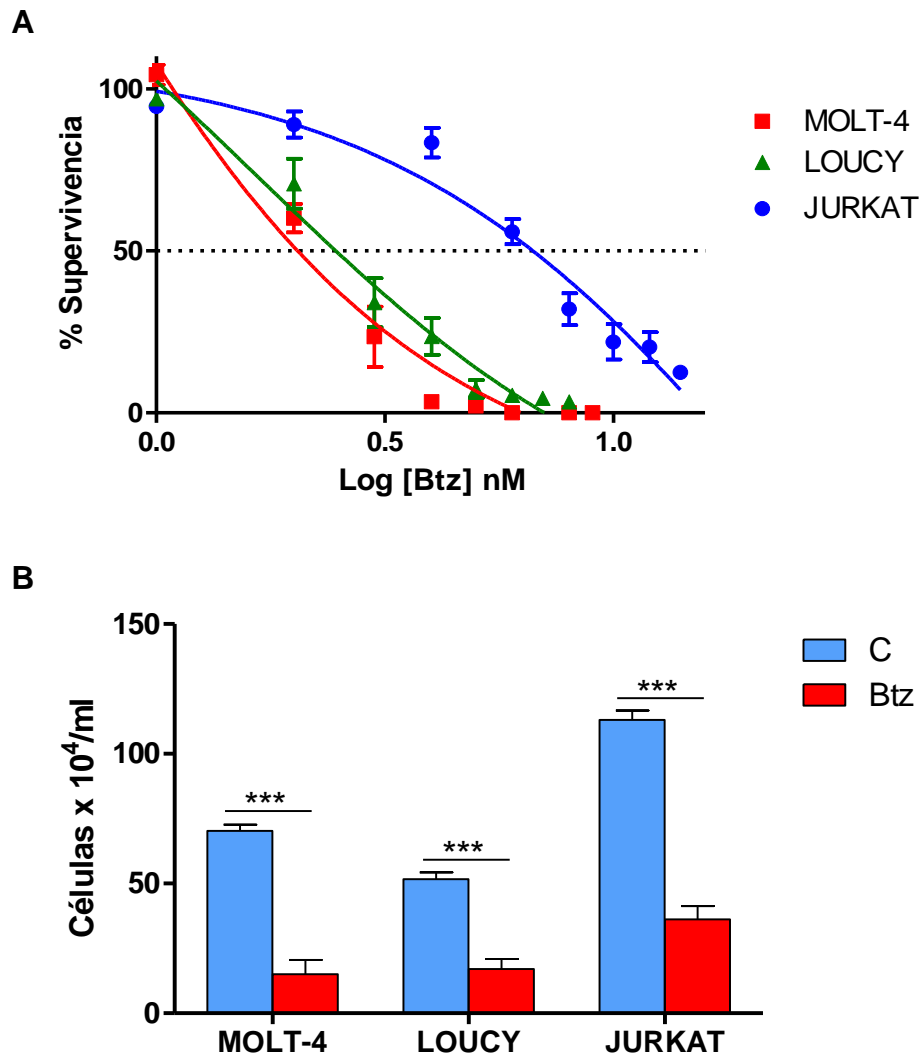 A
% Supervivencia
100
50
0
0.0
0.5
1.0
Log [Btz] nM
MOLT-4
LOUCY
JURKAT
B
Células x 10⁴/ml
150
100
50
0
***
***
***
MOLT-4
LOUCY
JURKAT
C
Btz